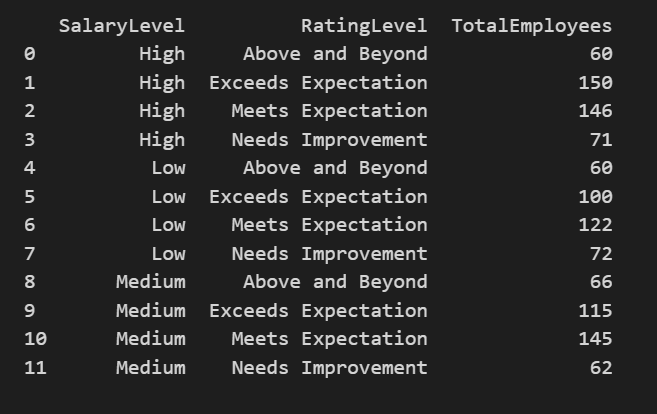 SalaryLevel RatingLevel TotalEmployees
0 High Above and Beyond 60
1 High Exceeds Expectation 150
2 High Meets Expectation 146
3 High Needs Improvement 71
4 Low Above and Beyond 60
5 Low Exceeds Expectation 100
6 Low Meets Expectation 122
7 Low Needs Improvement 72
8 Medium Above and Beyond 66
9 Medium Exceeds Expectation 115
10 Medium Meets Expectation 145
11 Medium Needs Improvement 62